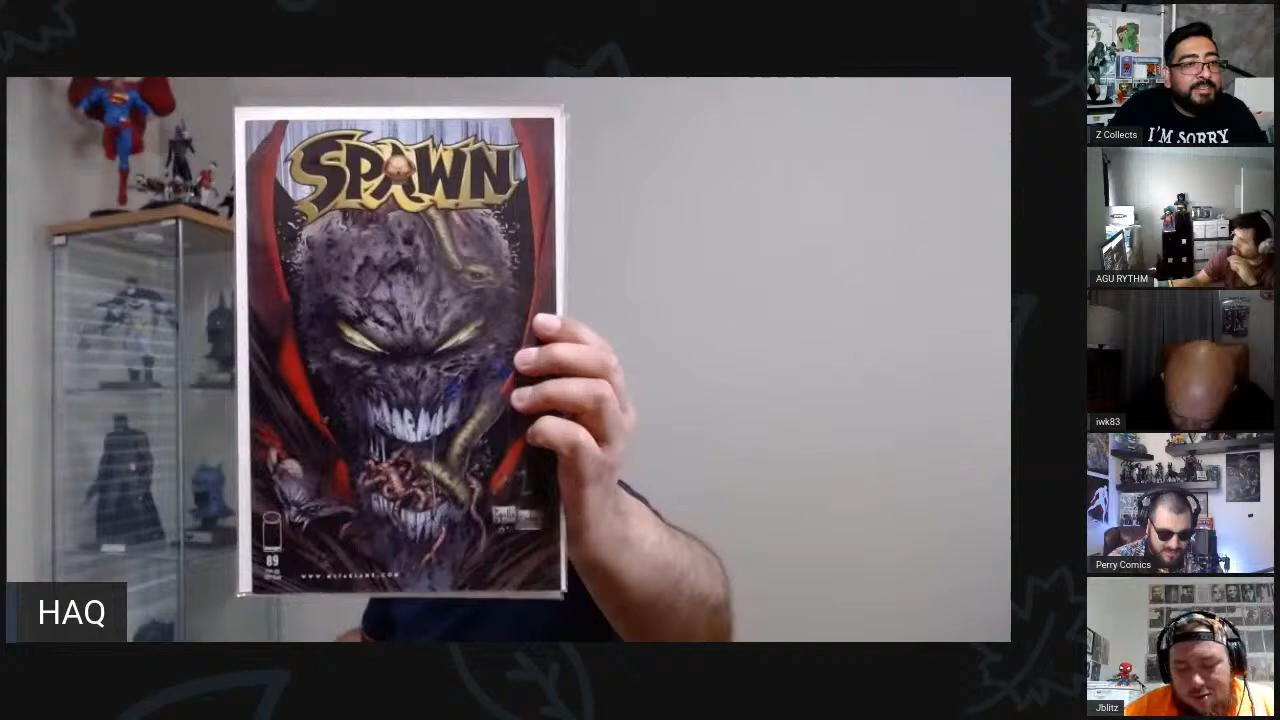 SPAWN
89
HAQ
Z Collects
I'M SORRY
AGU RYTHM
iwk83
Perry Comics
Jblitz